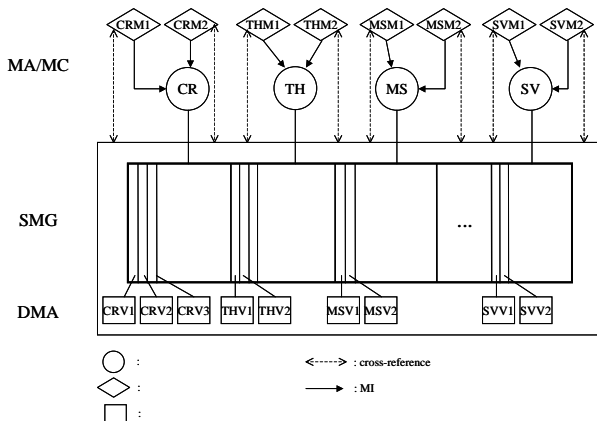 CRM1 CRM2 THM1 THM2 MSM1 MSM2 SVM1 SVM2
MA/MC
CR TH MS SV
SMG
...
DMA
CRV1 CRV2 CRV3 THV1 THV2 MSV1 MSV2 SVV1 SVV2
: : cross-reference
: : MI
: